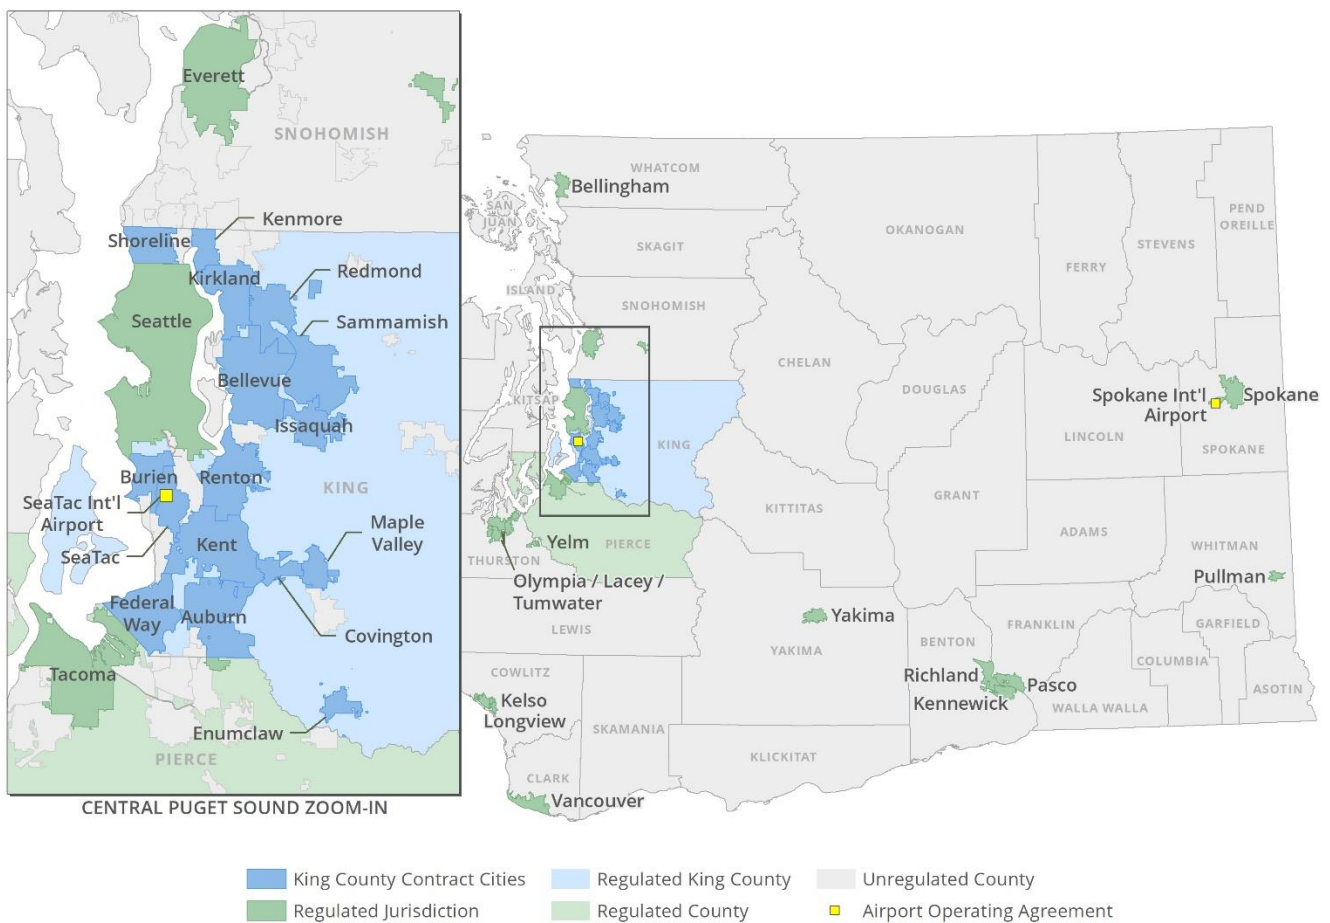 Everett
SNOHOMISH
Kenmore
Shoreline
Kirkland
Redmond
Seattle
Sammamish
Bellevue
Issaquah
Burien
Renton
KING
SeaTac Int'l
Airport
Maple
Valley
SeaTac
Kent
Federal
Way
Auburn
Covington
Tacoma
Enumclaw
PIERCE
CENTRAL PUGET SOUND ZOOM-IN
WHATCOM
Bellingham
SAN
JUAN
SKAGIT
ISLAND
SNOHOMISH
OKANOGAN
FERRY
STEVENS
PEND
OREILLE
CHELAN
DOUGLAS
KITSAP
KING
Spokane Int'l
Airport
Spokane
LINCOLN
SPOKANE
GRANT
KITTITAS
ADAMS
WHITMAN
Yelm
PIERCE
THURSTON
Olympia / Lacey /
Tumwater
Pullman
LEWIS
Yakima
YAKIMA
BENTON
FRANKLIN
GARFIELD
COLUMBIA
ASOTIN
COWLITZ
Kelso
Longview
Richland
Kennewick
Pasco
WALLA WALLA
SKAMANIA
KLICKITAT
CLARK
Vancouver
King County Contract Cities
Regulated King County
Unregulated County
Regulated Jurisdiction
Regulated County
Airport Operating Agreement